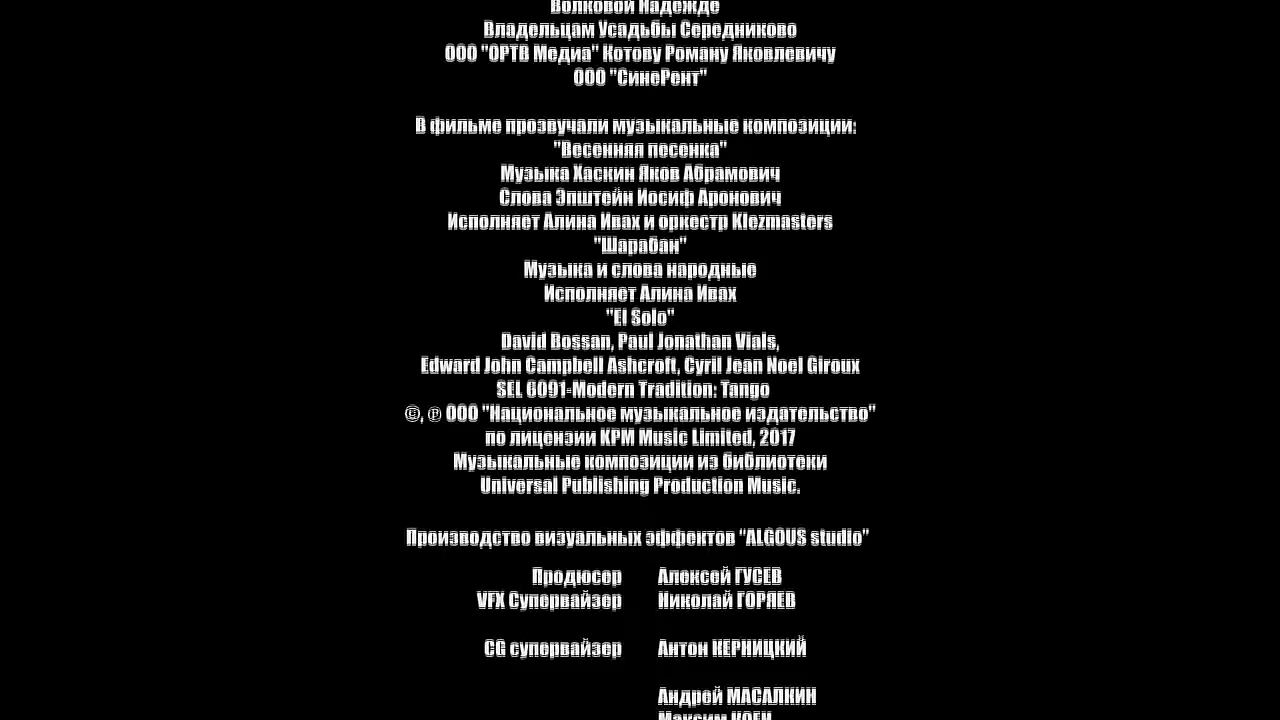 Волковой Надежде
Владельцам Усадьбы Середниково
ООО "ОРТВ Медиа" Котову Роману Яковлевичу
ООО "СинеРент"
В фильме прозвучали музыкальные композиции:
"Весенняя песенка"
Музыка Хаскин Яков Абрамович
Слова Эпштейн Иосиф Аронович
Исполняет Алина Ивах и оркестр Klezmasters
"Шарабан"
Музыка и слова народные
Исполняет Алина Ивах
"El Solo"
David Bossan, Paul Jonathan Vials,
Edward John Campbell Ashcroft, Cyril Jean Noel Giroux
SEL 6091-Modern Tradition: Tango
©, ℗ ООО "Национальное музыкальное издательство"
по лицензии KPM Music Limited, 2017
Музыкальные композиции из библиотеки
Universal Publishing Production Music.
Производство визуальных эффектов “ALGOUS studio”
Продюсер Алексей ГУСЕВ
VFX Супервайзер Николай ГОРЯЕВ
CG супервайзер Антон КЕРНИЦКИЙ
Андрей МАСАЛКИН
Максим КОЕН